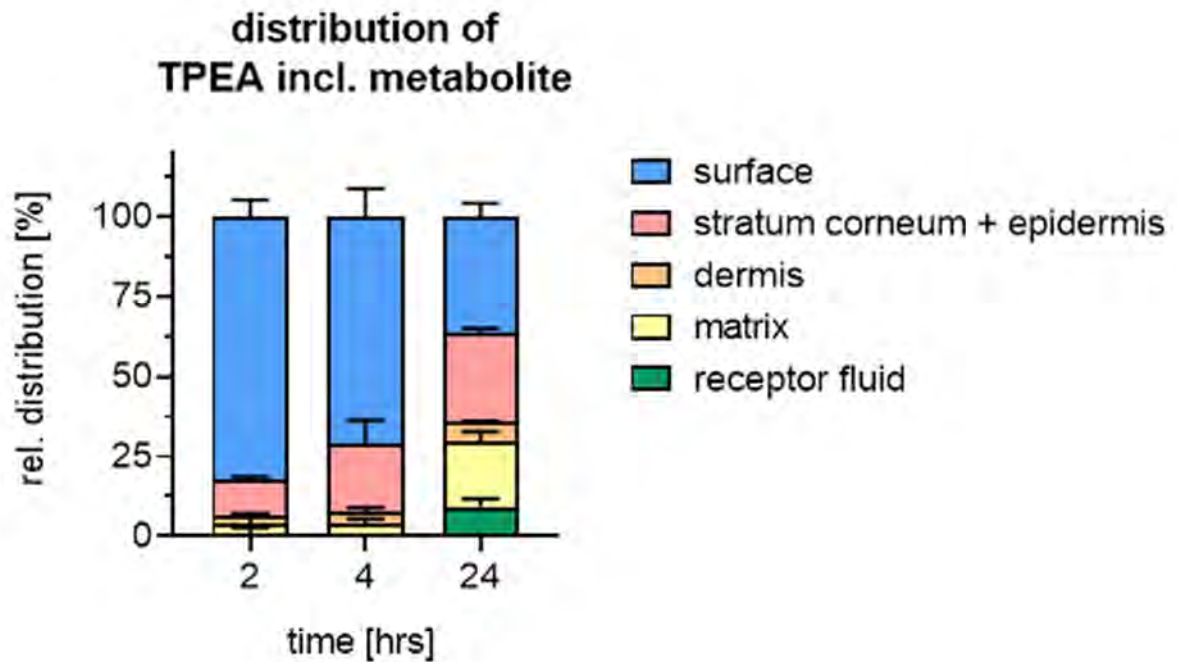 distribution of
TPEA incl. metabolite
rel. distribution [%]
100
75
50
25
0
2 4 24
time [hrs]
surface
stratum corneum + epidermis
dermis
matrix
receptor fluid